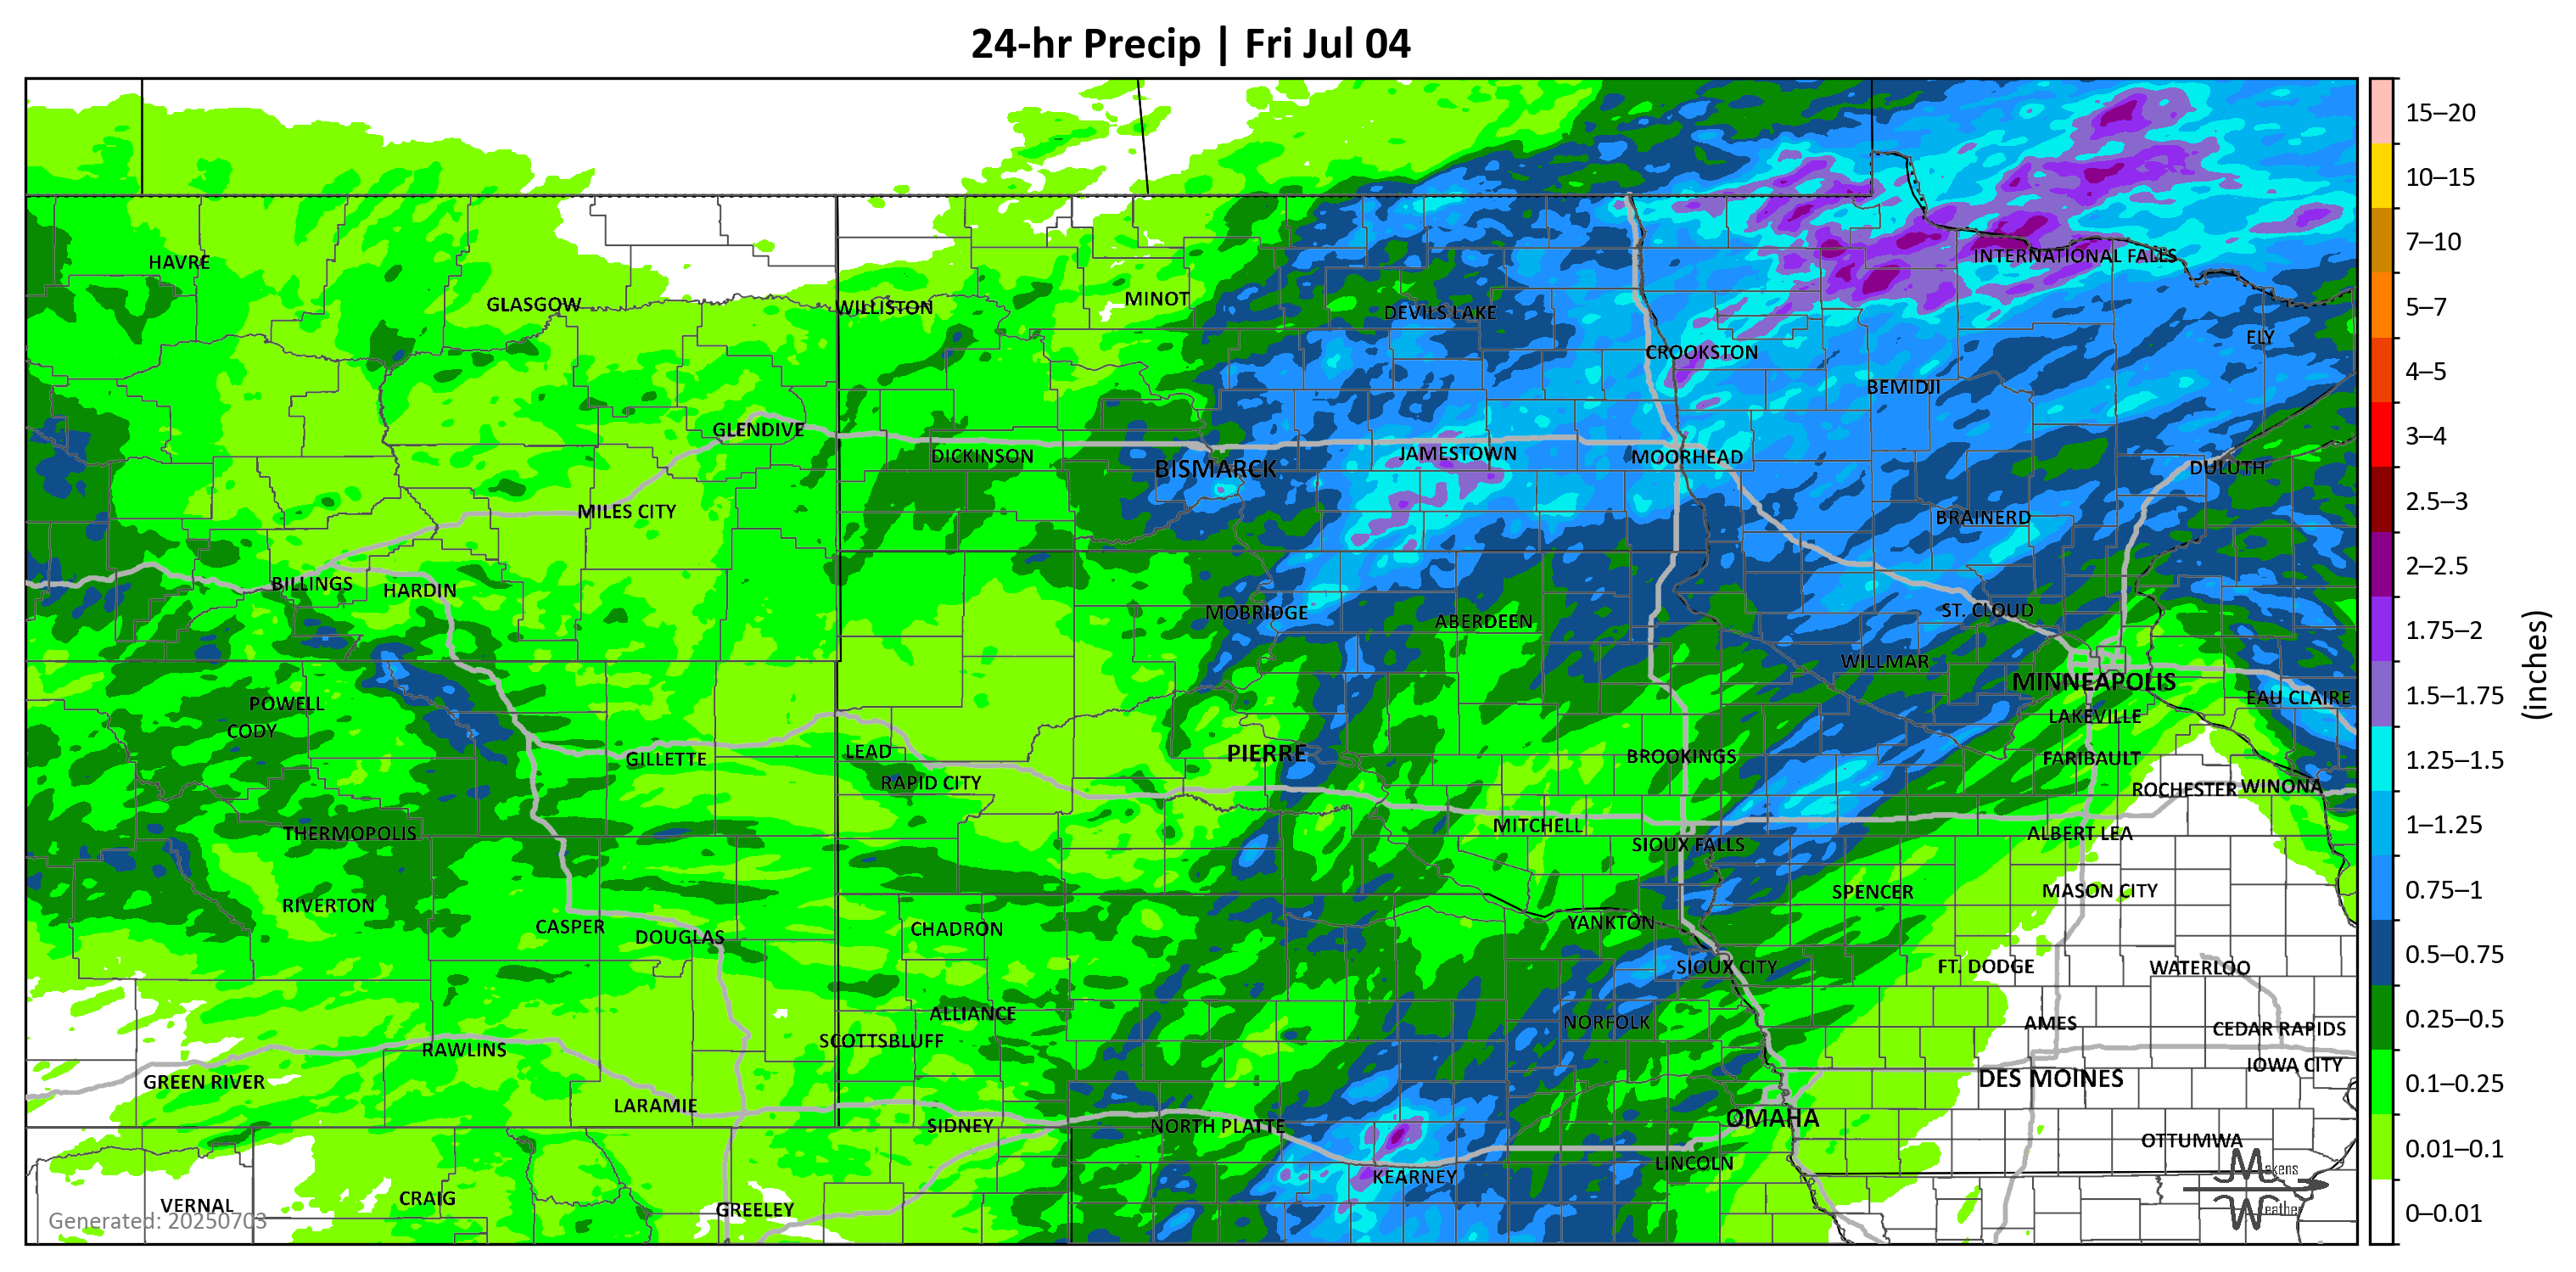 24-hr Precip | Fri Jul 04
HAVRE
GLASGOW
WILLISTON
MINOT
DEVILS LAKE
INTERNATIONAL FALLS
ELY
CROOKSTON
BEMIDJI
GLENDIVE
DICKINSON
BISMARCK
JAMESTOWN
MOORHEAD
DULUTH
MILES CITY
BRAINERD
BILLINGS
HARDIN
MOBRIDGE
ABERDEEN
ST. CLOUD
WILLMAR
MINNEAPOLIS
EAU CLAIRE
POWELL
CODY
LAKEVILLE
GILLETTE
LEAD
RAPID CITY
PIERRE
BROOKINGS
FARIBAULT
ROCHESTER
WINONA
THERMOPOLIS
MITCHELL
SIOUX FALLS
ALBERT LEA
RIVERTON
SPENCER
MASON CITY
CASPER
DOUGLAS
CHADRON
YANKTON
SIOUX CITY
FT. DODGE
WATERLOO
ALLIANCE
SCOTTSBLUFF
NORFOLK
AMES
CEDAR RAPIDS
IOWA CITY
RAWLINS
GREEN RIVER
LARAMIE
SIDNEY
NORTH PLATTE
OMAHA
DES MOINES
OTTUMWA
KEARNEY
LINCOLN
VERNAL
CRAIG
GREELEY
Generated: 20250703
Makens
Weather
15–20
10–15
7–10
5–7
4–5
3–4
2.5–3
2–2.5
1.75–2
1.5–1.75
1.25–1.5
1–1.25
0.75–1
0.5–0.75
0.25–0.5
0.1–0.25
0.01–0.1
0–0.01
(inches)